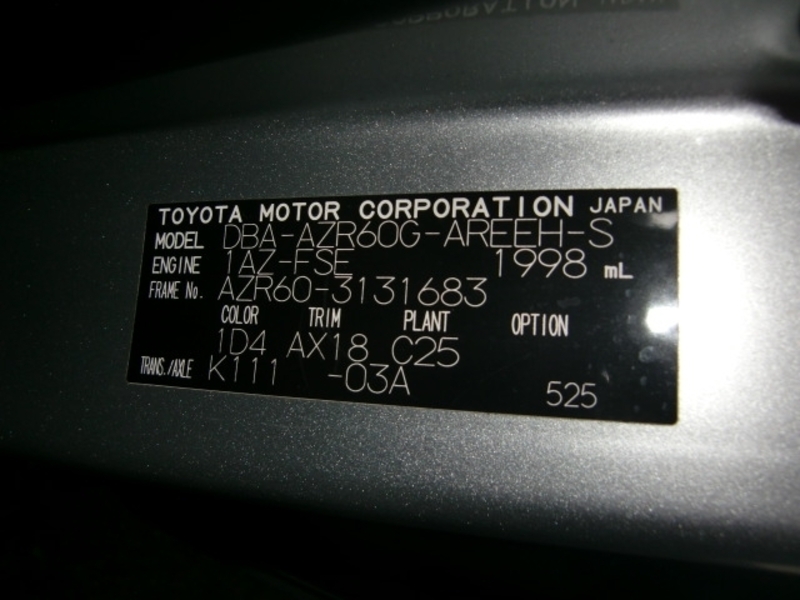 TOYOTA MOTOR CORPORATION JAPAN
MODEL DBA-AZR60G-AREEH-S
ENGINE 1AZ-FSE 1998 mL
FRAME No. AZR60-3131683
COLOR TRIM PLANT OPTION
1D4 AX18 C25
TRANS./AXLE K111 -03A
525